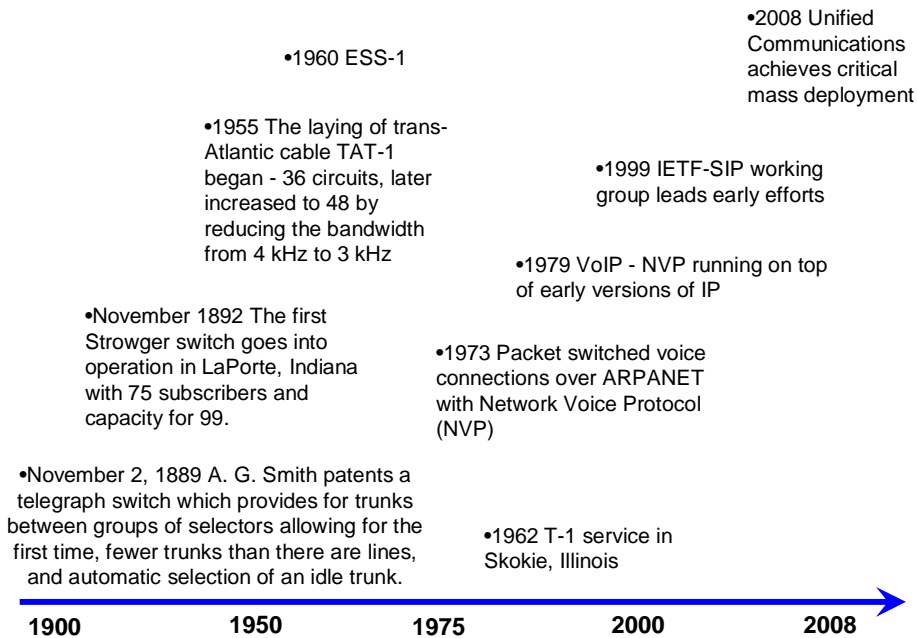 •2008 Unified
Communications
achieves critical
mass deployment
•1960 ESS-1
•1955 The laying of trans-
Atlantic cable TAT-1
began - 36 circuits, later
increased to 48 by
reducing the bandwidth
from 4 kHz to 3 kHz
•1999 IETF-SIP working
group leads early efforts
•1979 VoIP - NVP running on top
of early versions of IP
•November 1892 The first
Strowger switch goes into
operation in LaPorte, Indiana
with 75 subscribers and
capacity for 99.
•1973 Packet switched voice
connections over ARPANET
with Network Voice Protocol
(NVP)
•November 2, 1889 A. G. Smith patents a
telegraph switch which provides for trunks
between groups of selectors allowing for the
first time, fewer trunks than there are lines,
and automatic selection of an idle trunk.
•1962 T-1 service in
Skokie, Illinois
1900 1950 1975 2000 2008